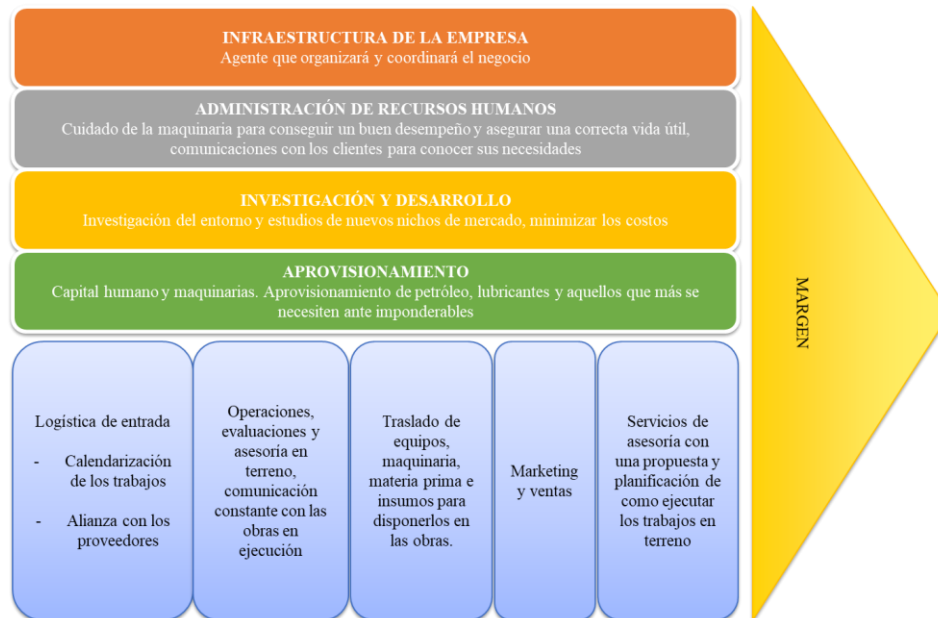 INFRAESTRUCTURA DE LA EMPRESA
Agente que organizará y coordinará el negocio
ADMINISTRACIÓN DE RECURSOS HUMANOS
Cuidado de la maquinaria para conseguir un buen desempeño y asegurar una correcta vida útil,
comunicaciones con los clientes para conocer sus necesidades
INVESTIGACIÓN Y DESARROLLO
Investigación del entorno y estudios de nuevos nichos de mercado, minimizar los costos
APROVISIONAMIENTO
Capital humano y maquinarias. Aprovisionamiento de petróleo, lubricantes y aquellos que más se
necesiten ante imponderables
Logística de entrada
- Calendarización
de los trabajos
- Alianza con los
proveedores
Operaciones,
evaluaciones y
asesoría en
terreno,
comunicación
constante con las
obras en
ejecución
Traslado de
equipos,
maquinaria,
materia prima e
insumos para
disponerlos en
las obras.
Marketing
y ventas
Servicios de
asesoría con
una propuesta y
planificación de
como ejecutar
los trabajos en
terreno
MARGEN